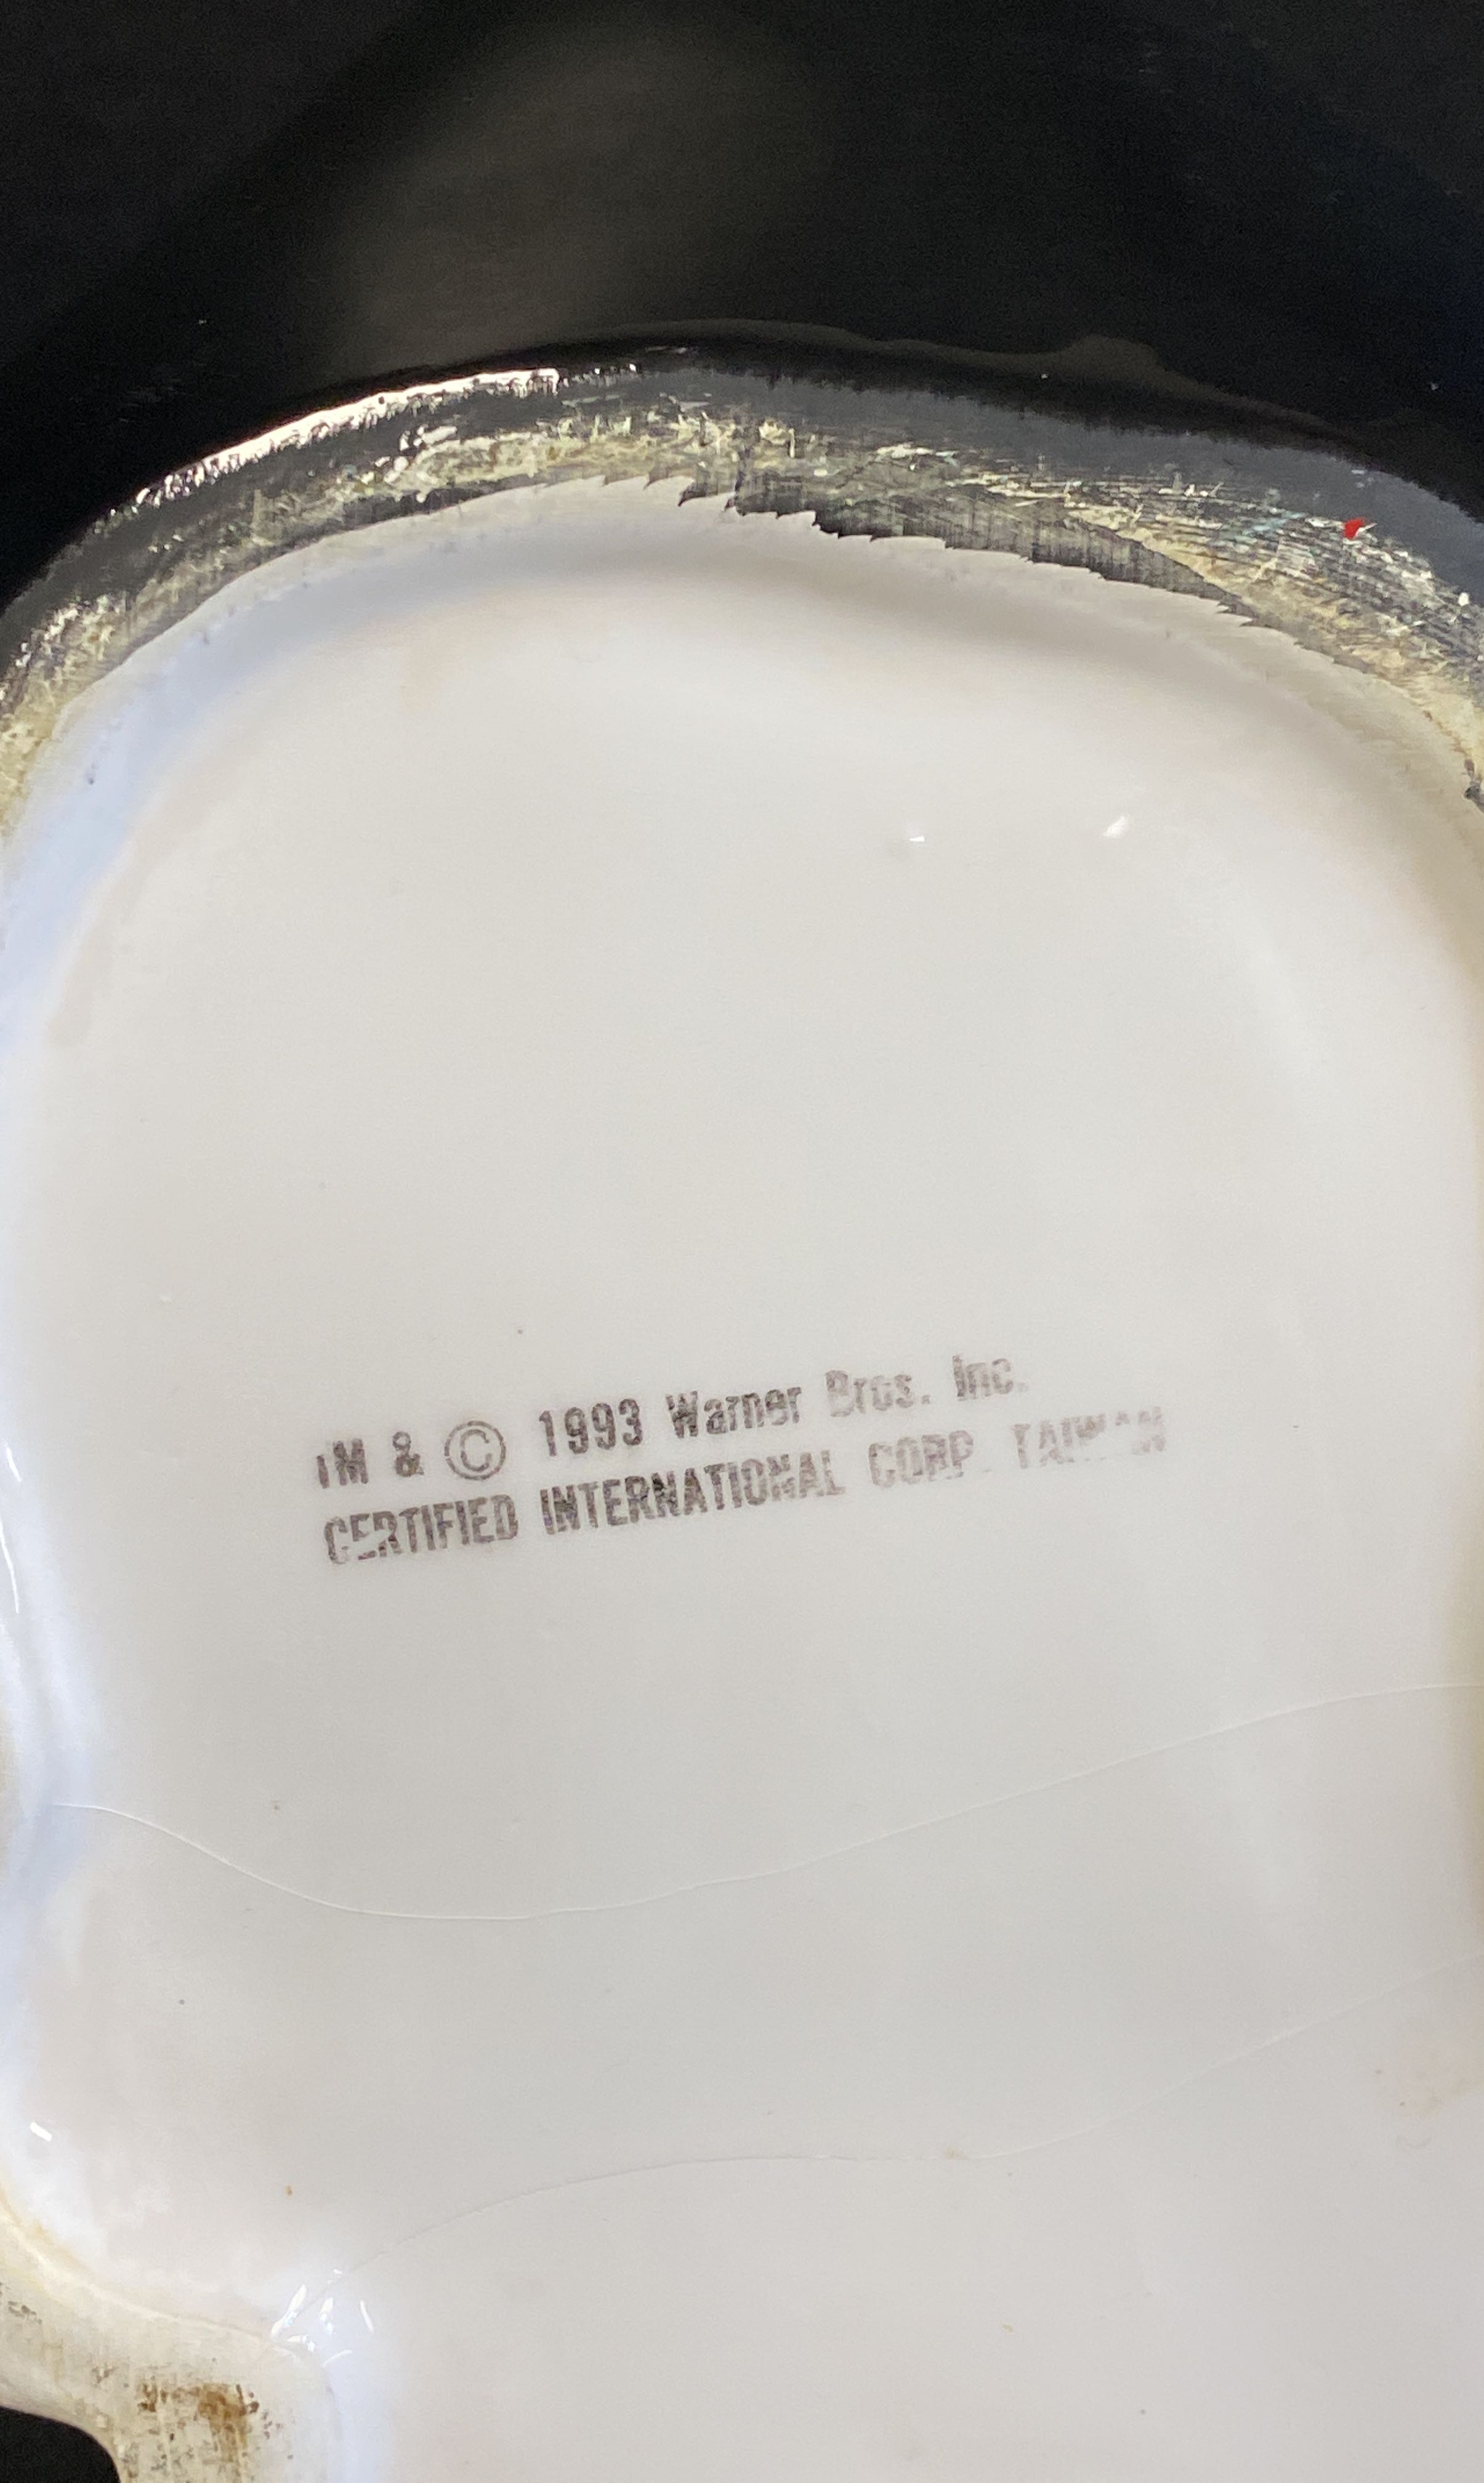 TM & © 1993 Warner Bros. Inc.
CERTIFIED INTERNATIONAL CORP. TAIWAN